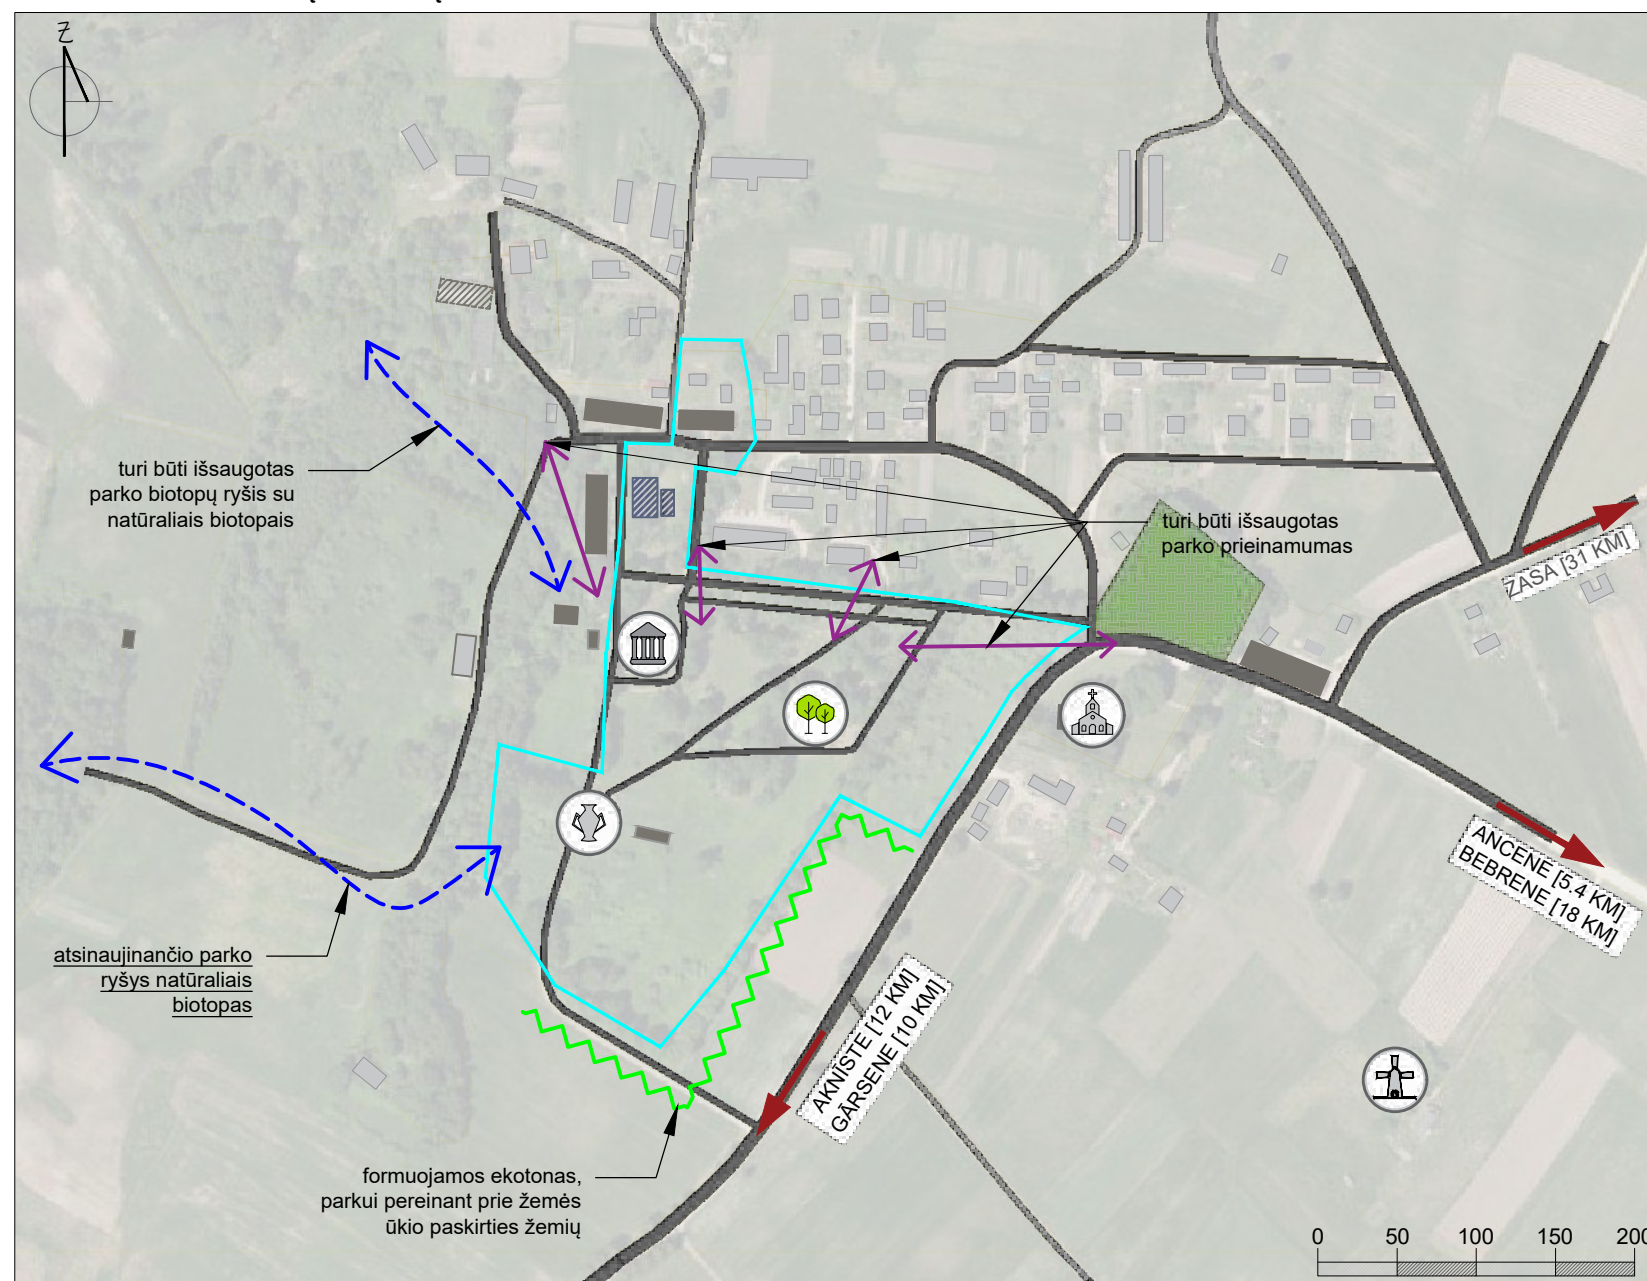 Z
turi būti išsaugotas
parko biotopų ryšis su
natūraliais biotopais
turi būti išsaugotas
parko prieinamumas
ZASA [31 KM]
ANCENE [5.4 KM]
BEBRENE [18 KM]
atsinaujinančio parko
ryšys natūraliais
biotopas
AKNĪSTE [12 KM]
GĀRSENE [10 KM]
formuojamos ekotonas,
parkui pereinant prie žemės
ūkio paskirties žemių
0 50 100 150 200